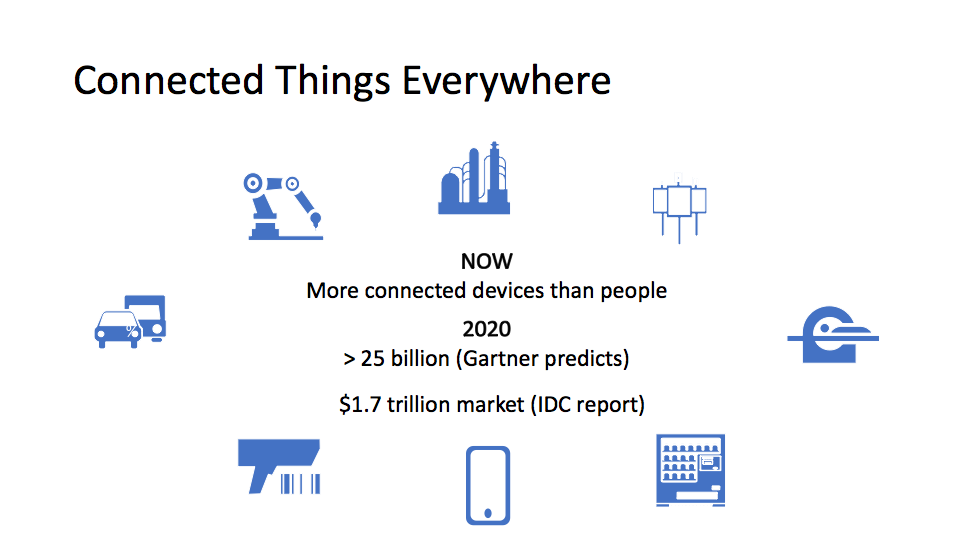 Connected Things Everywhere
NOW
More connected devices than people
2020
> 25 billion (Gartner predicts)
$1.7 trillion market (IDC report)